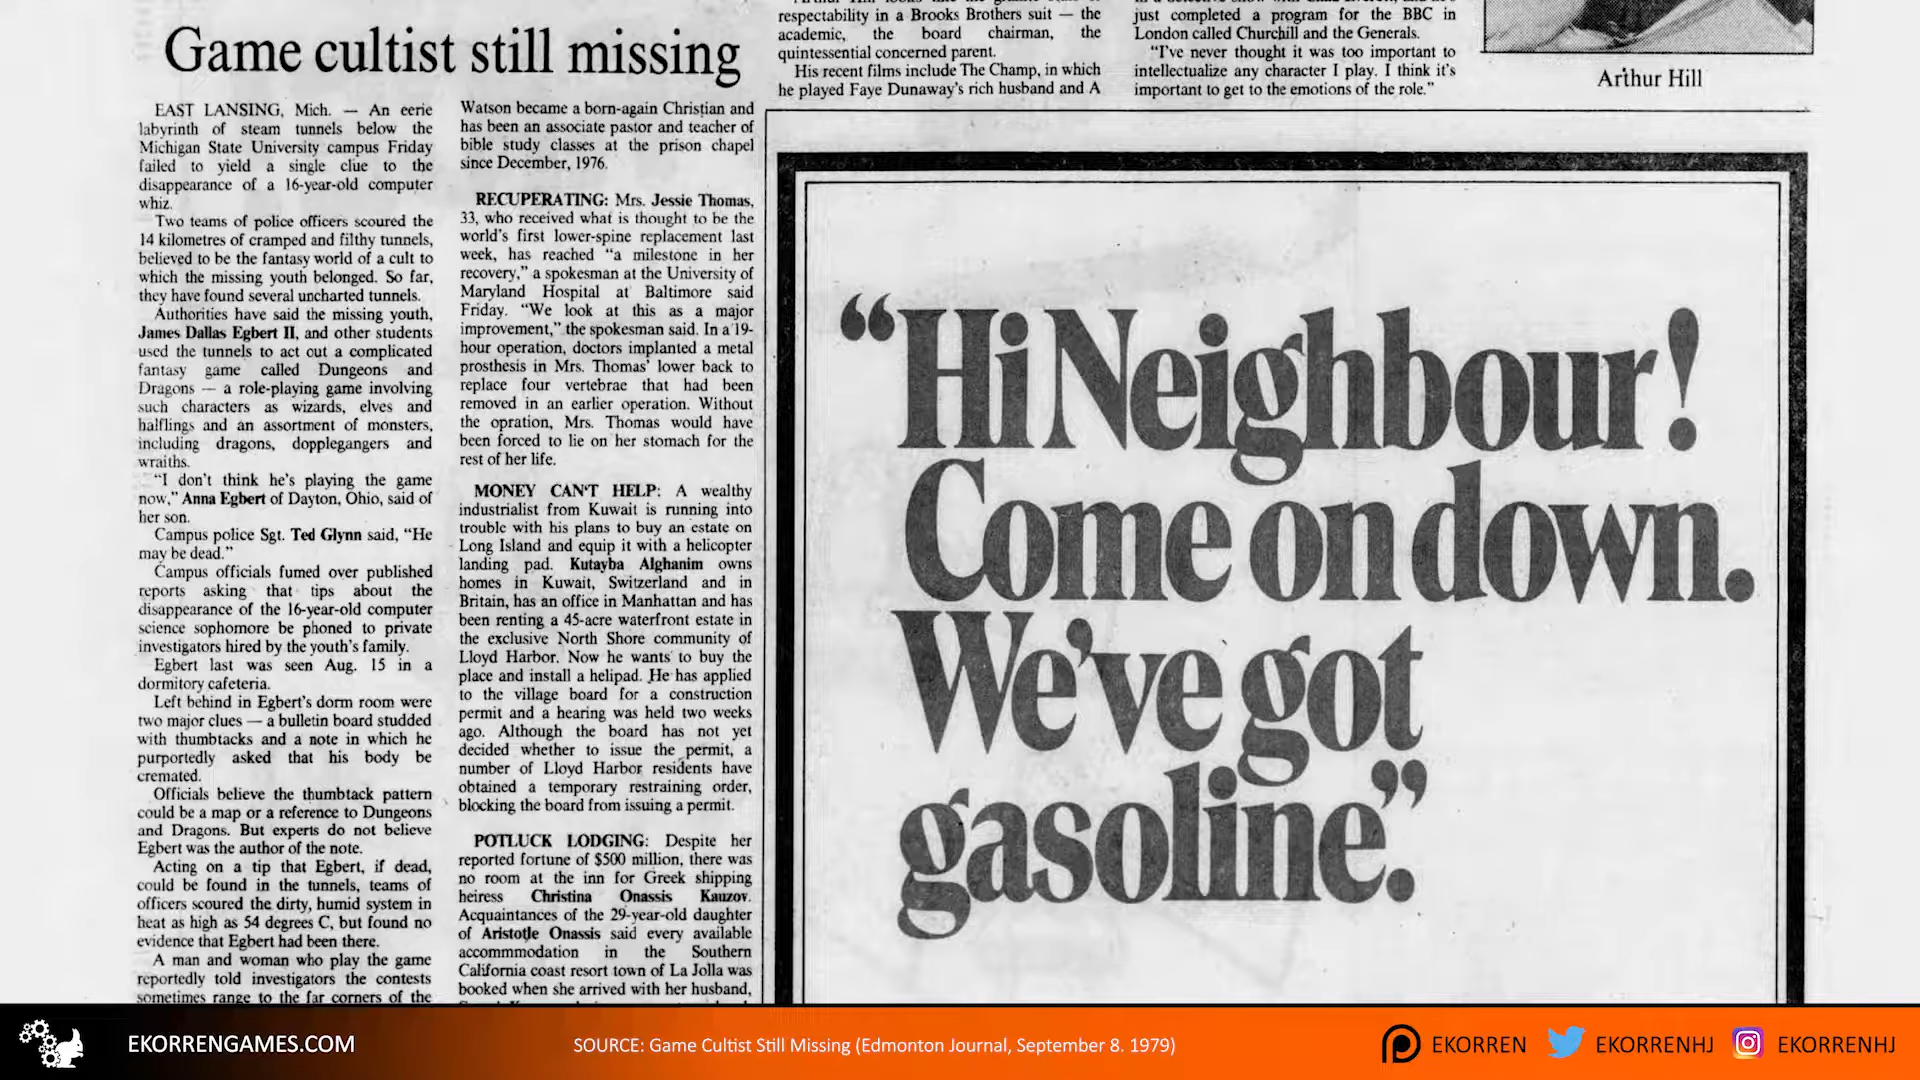 Game cultist still missing
EAST LANSING, Mich. — An eerie
labyrinth of steam tunnels below the
Michigan State University campus Friday
failed to yield a single clue to the
disappearance of a 16-year-old computer
whiz.
Two teams of police officers scoured the
14 kilometres of cramped and filthy tunnels,
believed to be the fantasy world of a cult to
which the missing youth belonged. So far,
they have found several uncharted tunnels.
Authorities have said the missing youth,
James Dallas Egbert II, and other students
used the tunnels to act out a complicated
fantasy game called Dungeons and
Dragons — a role-playing game involving
such characters as wizards, elves and
halflings and an assortment of monsters,
including dragons, dopplegangers and
wraiths.
"I don't think he's playing the game
now," Anna Egbert of Dayton, Ohio, said of
her son.
Campus police Sgt. Ted Glynn said, "He
may be dead."
Campus officials fumed over published
reports asking that tips about the
disappearance of the 16-year-old computer
science sophomore be phoned to private
investigators hired by the youth's family.
Egbert last was seen Aug. 15 in a
dormitory cafeteria.
Left behind in Egbert's dorm room were
two major clues — a bulletin board studded
with thumbtacks and a note in which he
purportedly asked that his body be
cremated.
Officials believe the thumbtack pattern
could be a map or a reference to Dungeons
and Dragons. But experts do not believe
Egbert was the author of the note.
Acting on a tip that Egbert, if dead,
could be found in the tunnels, teams of
officers scoured the dirty, humid system in
heat as high as 54 degrees C, but found no
evidence that Egbert had been there.
A man and woman who play the game
reportedly told investigators the contests
sometimes range to the far corners of the
Watson became a born-again Christian and
has been an associate pastor and teacher of
bible study classes at the prison chapel
since December, 1976.
RECUPERATING: Mrs. Jessie Thomas,
33, who received what is thought to be the
world's first lower-spine replacement last
week, has reached "a milestone in her
recovery," a spokesman at the University of
Maryland Hospital at Baltimore said
Friday. "We look at this as a major
improvement," the spokesman said. In a 19-
hour operation, doctors implanted a metal
prosthesis in Mrs. Thomas' lower back to
replace four vertebrae that had been
removed in an earlier operation. Without
the opration, Mrs. Thomas would have
been forced to lie on her stomach for the
rest of her life.
MONEY CAN'T HELP: A wealthy
industrialist from Kuwait is running into
trouble with his plans to buy an estate on
Long Island and equip it with a helicopter
landing pad. Kutayba Alghanim owns
homes in Kuwait, Switzerland and in
Britain, has an office in Manhattan and has
been renting a 45-acre waterfront estate in
the exclusive North Shore community of
Lloyd Harbor. Now he wants to buy the
place and install a helipad. He has applied
to the village board for a construction
permit and a hearing was held two weeks
ago. Although the board has not yet
decided whether to issue the permit, a
number of Lloyd Harbor residents have
obtained a temporary restraining order,
blocking the board from issuing a permit.
POTLUCK LODGING: Despite her
reported fortune of $500 million, there was
no room at the inn for Greek shipping
heiress Christina Onassis Kauzov.
Acquaintances of the 29-year-old daughter
of Aristotle Onassis said every available
accommmodation in the Southern
California coast resort town of La Jolla was
booked when she arrived with her husband,
respectability in a Brooks Brothers suit — the
academic, the board chairman, the
quintessential concerned parent.
His recent films include The Champ, in which
he played Faye Dunaway's rich husband and A
just completed a program for the BBC in
London called Churchill and the Generals.
"I've never thought it was too important to
intellectualize any character I play. I think it's
important to get to the emotions of the role."
Arthur Hill
"Hi Neighbour!
Come on down.
We've got
gasoline."
EKORRENGAMES.COM
SOURCE: Game Cultist Still Missing (Edmonton Journal, September 8. 1979)
EKORREN
EKORRENHJ
EKORRENHJ